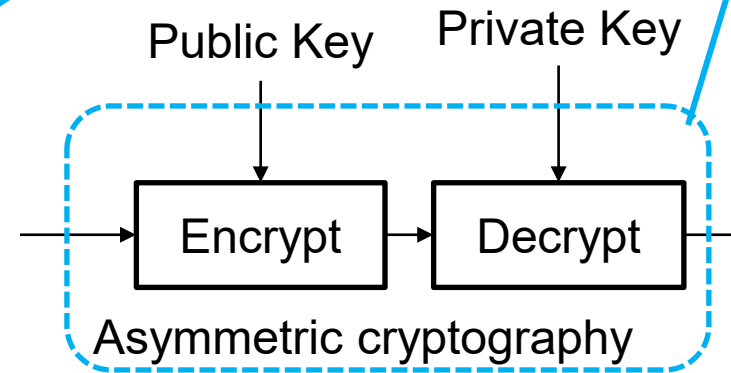 Public Key
Private Key
Encrypt
Decrypt
Asymmetric cryptography